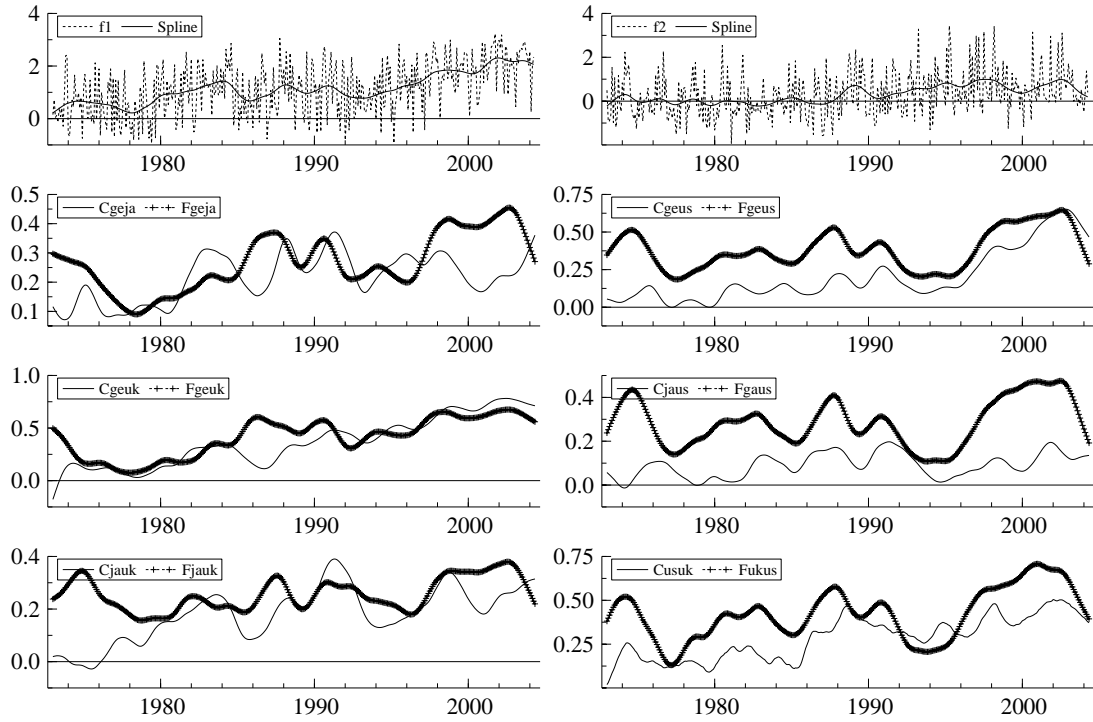 4
f1 Spline
2
0
1980 1990 2000
4
f2 Spline
2
0
1980 1990 2000
0.5
Cgeja Fgeja
0.4
0.3
0.2
0.1
1980 1990 2000
0.75
Cgeus Fgeus
0.50
0.25
0.00
1980 1990 2000
1.0
Cgeuk Fgeuk
0.5
0.0
1980 1990 2000
Cjaus Fgaus
0.4
0.2
0.0
1980 1990 2000
0.4
Cjauk Fjauk
0.2
0.0
1980 1990 2000
0.75
Cusuk Fukus
0.50
0.25
1980 1990 2000